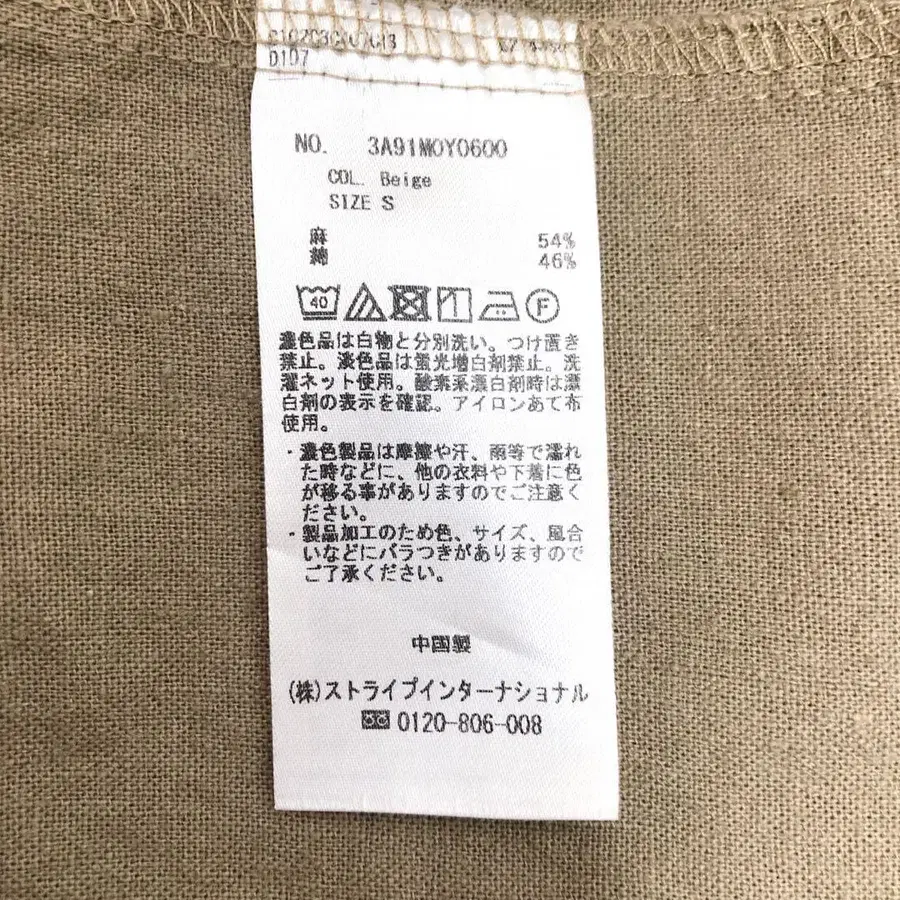 D1D7
NO. 3A91M0Y0600
COL. Beige
SIZE S
麻 54%
綿 46%
40 F
濃色品は白物と分別洗い。つけ置き
禁止。淡色品は蛍光増白剤禁止。洗
濯ネット使用。酸素系漂白剤時は漂
白剤の表示を確認。アイロンあて布
使用。
・濃色製品は摩擦や汗、雨等で濡れ
た時などに、他の衣料や下着に色
が移る事がありますのでご注意く
ださい。
・製品加工のため色、サイズ、風合
いなどにバラつきがありますので
ご了承ください。
中国製
(株)ストライプインターナショナル
0120-806-008